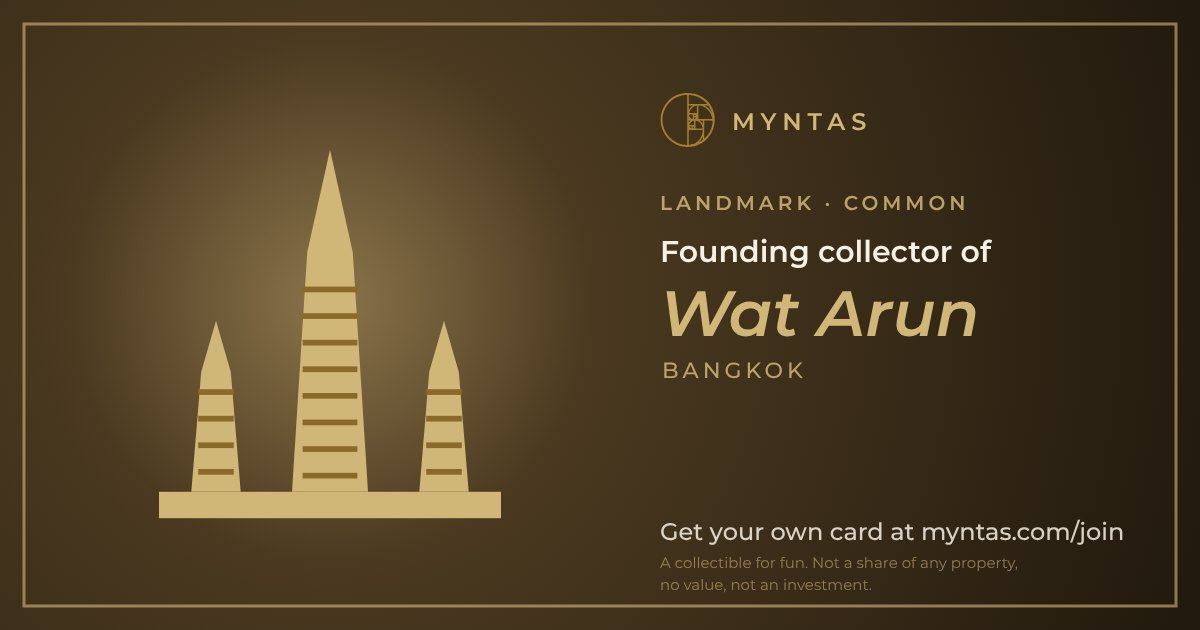 MYNTAS
LANDMARK · COMMON
Founding collector of
Wat Arun
BANGKOK
Get your own card at myntas.com/join
A collectible for fun. Not a share of any property,
no value, not an investment.